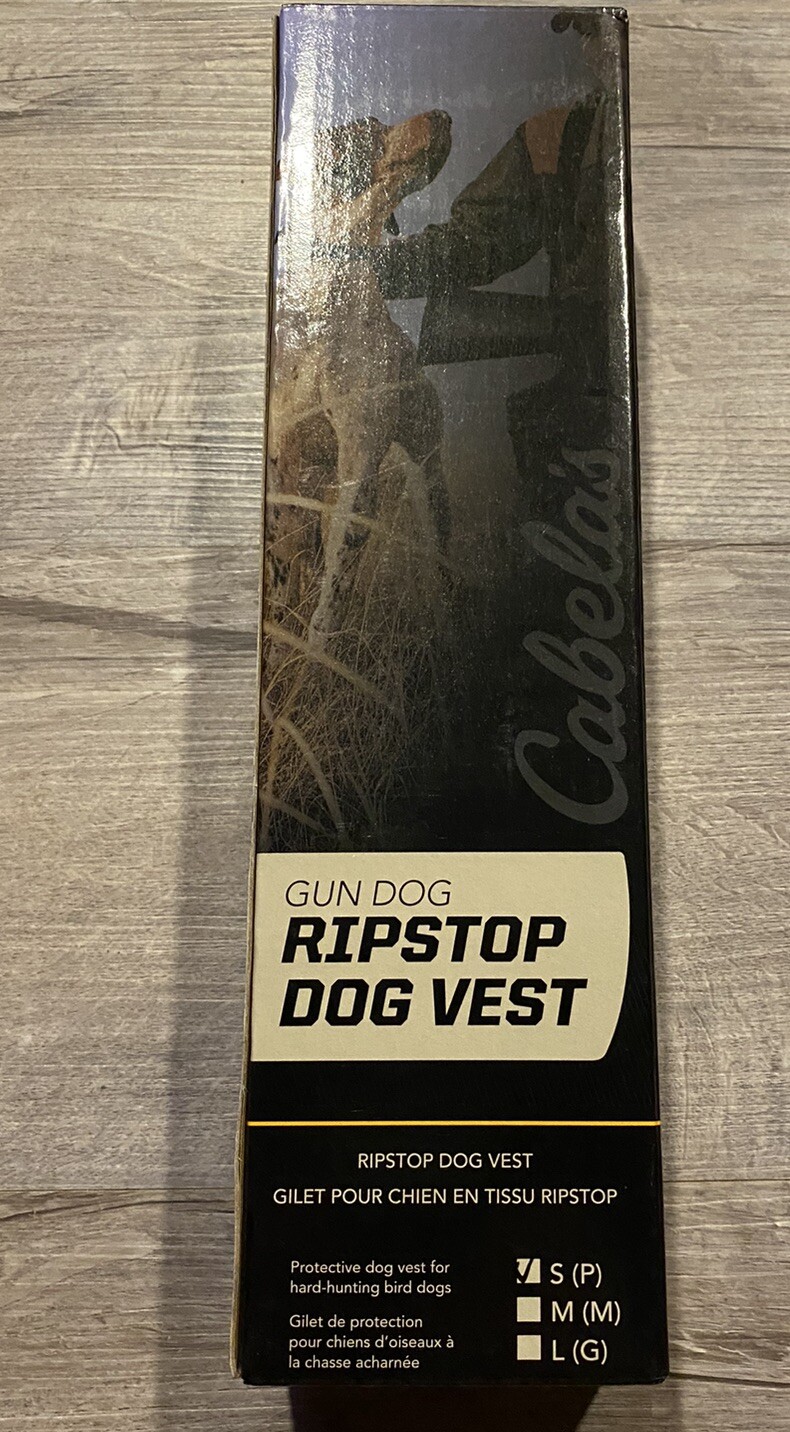 Cabela's
GUN DOG
RIPSTOP
DOG VEST
RIPSTOP DOG VEST
GILET POUR CHIEN EN TISSU RIPSTOP
Protective dog vest for
hard-hunting bird dogs
Gilet de protection
pour chiens d'oiseaux à
la chasse acharnée
S (P)
M (M)
L (G)